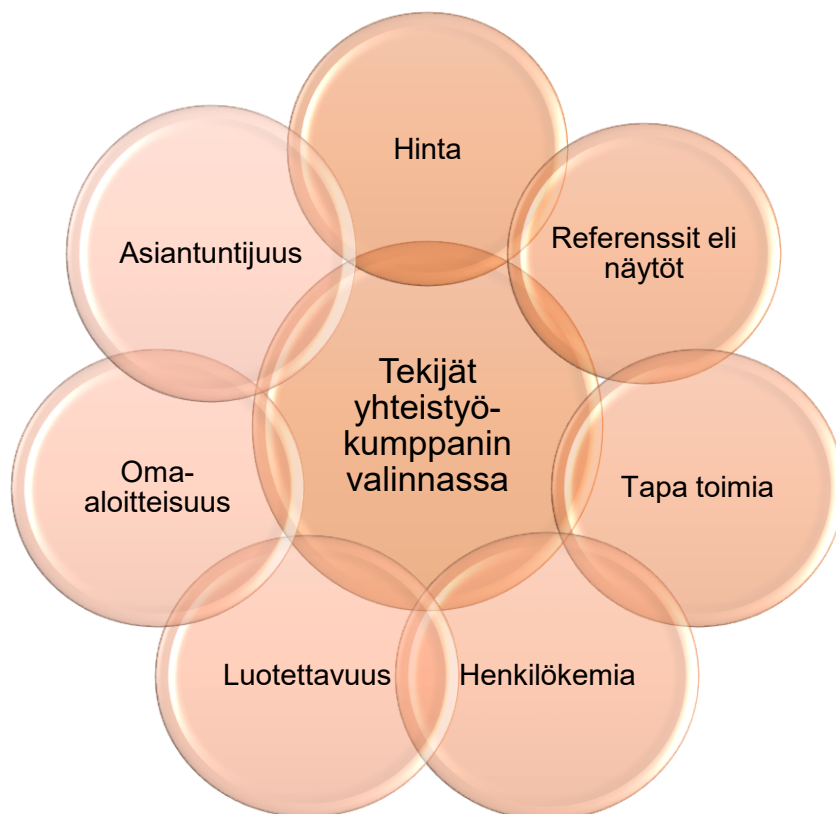 Hinta
Referenssit eli
näytöt
Tapa toimia
Henkilökemia
Luotettavuus
Oma-
aloitteisuus
Asiantuntijuus
Tekijät
yhteistyö-
kumppanin
valinnassa